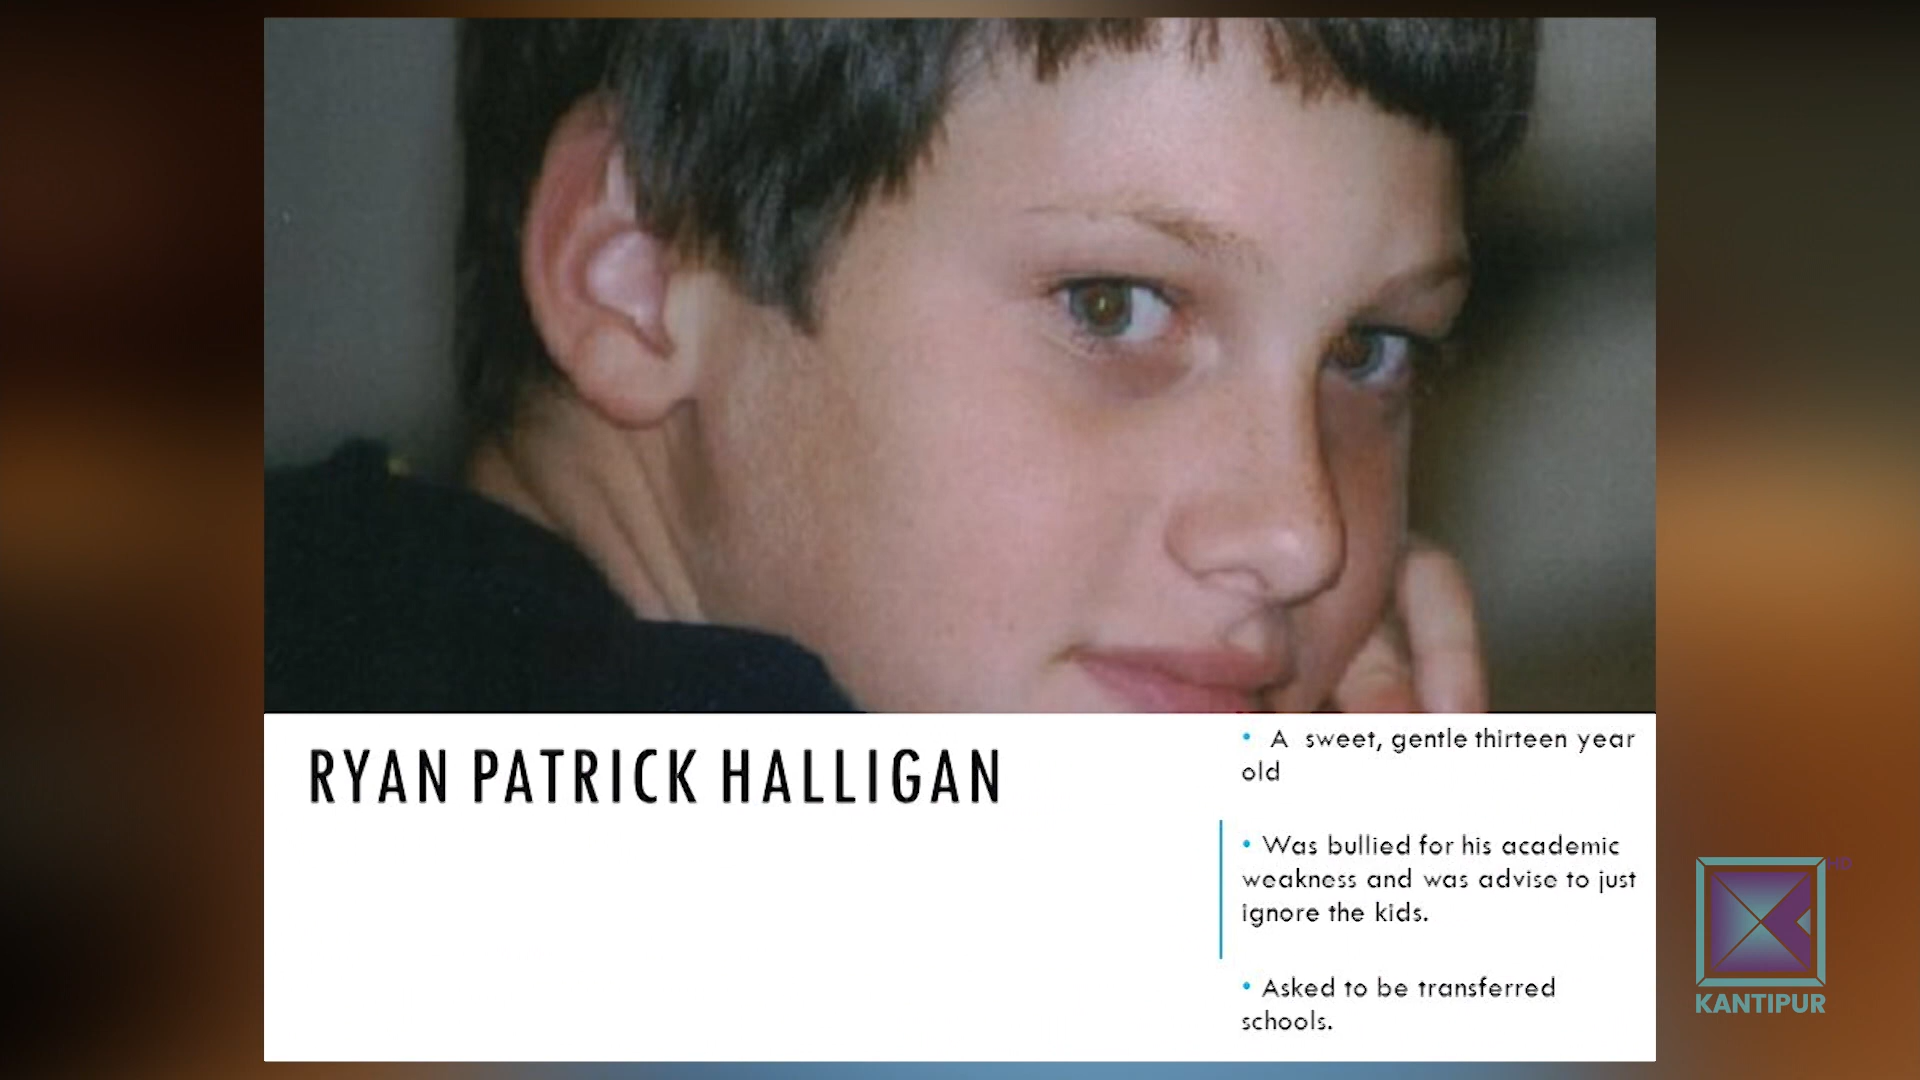 RYAN PATRICK HALLIGAN
• A sweet, gentle thirteen year
old
• Was bullied for his academic
weakness and was advise to just
ignore the kids.
• Asked to be transferred
schools.
KANTIPUR